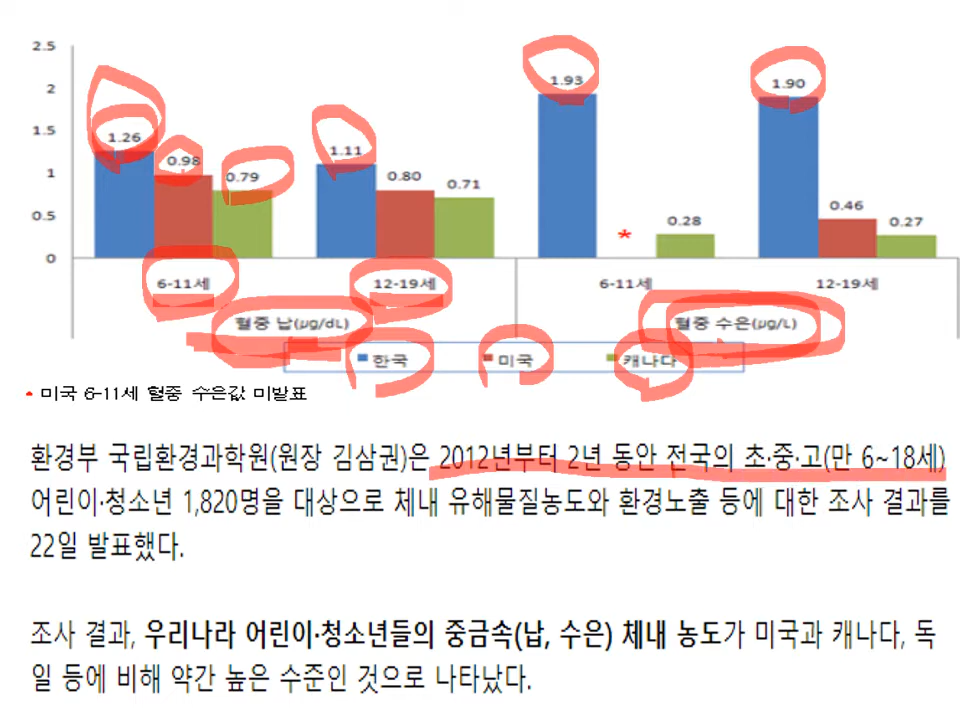 2.5
2
1.5
1
0.5
0
1.26 0.98 0.79 1.11 0.80 0.71 1.93 * 0.28 1.90 0.46 0.27
6-11세 12-19세 6-11세 12-19세
혈중 납(µg/dL) 혈중 수은(µg/L)
한국 미국 캐나다
* 미국 6-11세 혈중 수은값 미발표
환경부 국립환경과학원(원장 김삼권)은 2012년부터 2년 동안 전국의 초·중·고(만 6~18세)
어린이·청소년 1,820명을 대상으로 체내 유해물질농도와 환경노출 등에 대한 조사 결과를
22일 발표했다.
조사 결과, 우리나라 어린이·청소년들의 중금속(납, 수은) 체내 농도가 미국과 캐나다, 독
일 등에 비해 약간 높은 수준인 것으로 나타났다.